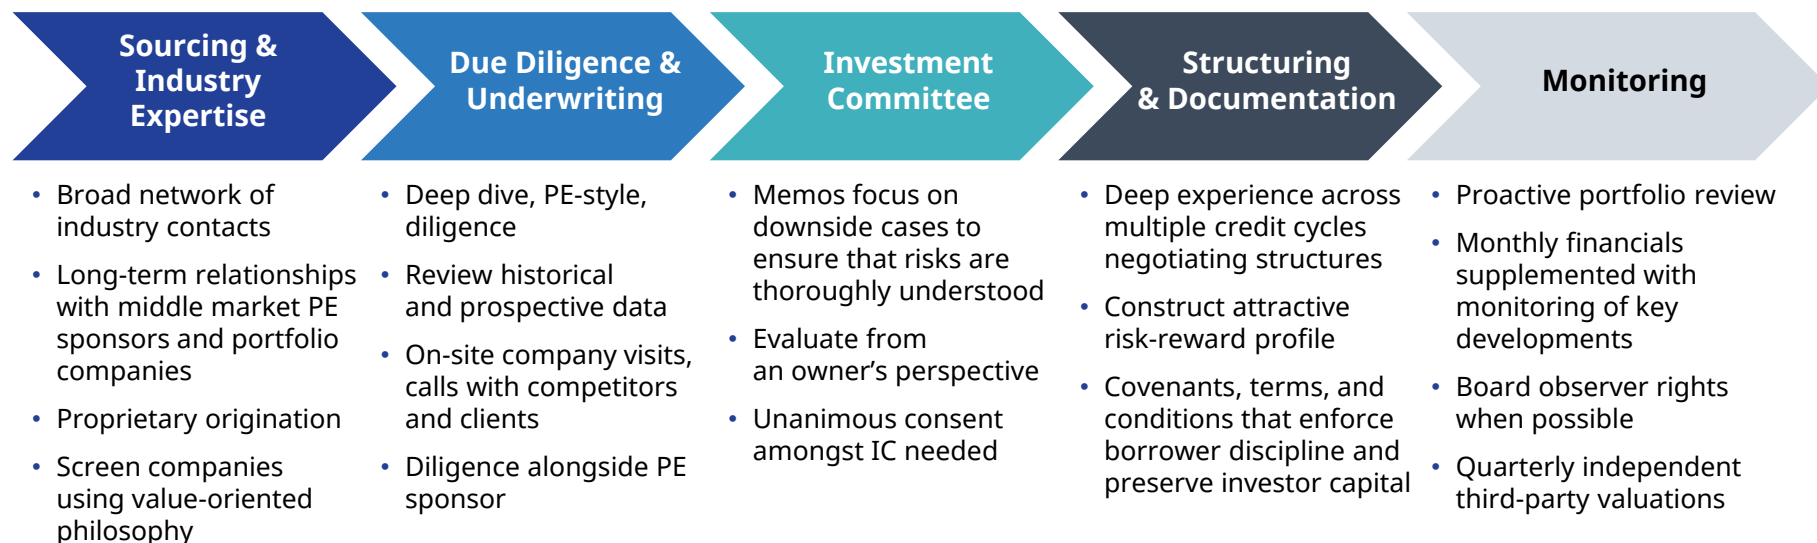 Sourcing &
Industry
Expertise
• Broad network of
industry contacts
• Long-term relationships
with middle market PE
sponsors and portfolio
companies
• Proprietary origination
• Screen companies
using value-oriented
philosophy
Due Diligence &
Underwriting
• Deep dive, PE-style,
diligence
• Review historical
and prospective data
• On-site company visits,
calls with competitors
and clients
• Diligence alongside PE
sponsor
Investment
Committee
• Memos focus on
downside cases to
ensure that risks are
thoroughly understood
• Evaluate from
an owner’s perspective
• Unanimous consent
amongst IC needed
Structuring
& Documentation
• Deep experience across
multiple credit cycles
negotiating structures
• Construct attractive
risk-reward profile
• Covenants, terms, and
conditions that enforce
borrower discipline and
preserve investor capital
Monitoring
• Proactive portfolio review
• Monthly financials
supplemented with
monitoring of key
developments
• Board observer rights
when possible
• Quarterly independent
third-party valuations